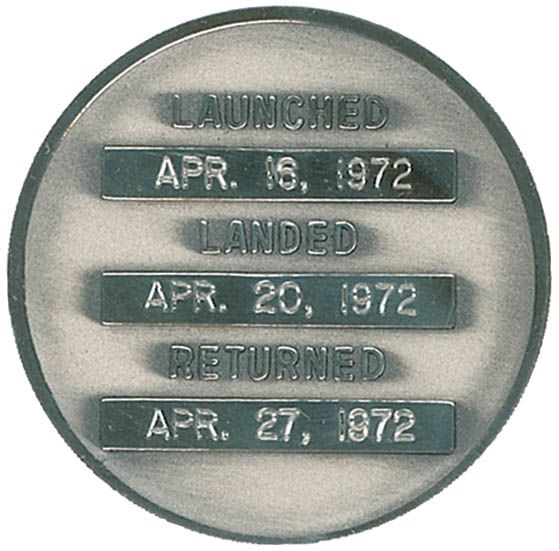 LAUNCHED
APR. 16, 1972
LANDED
APR. 20, 1972
RETURNED
APR. 27, 1972